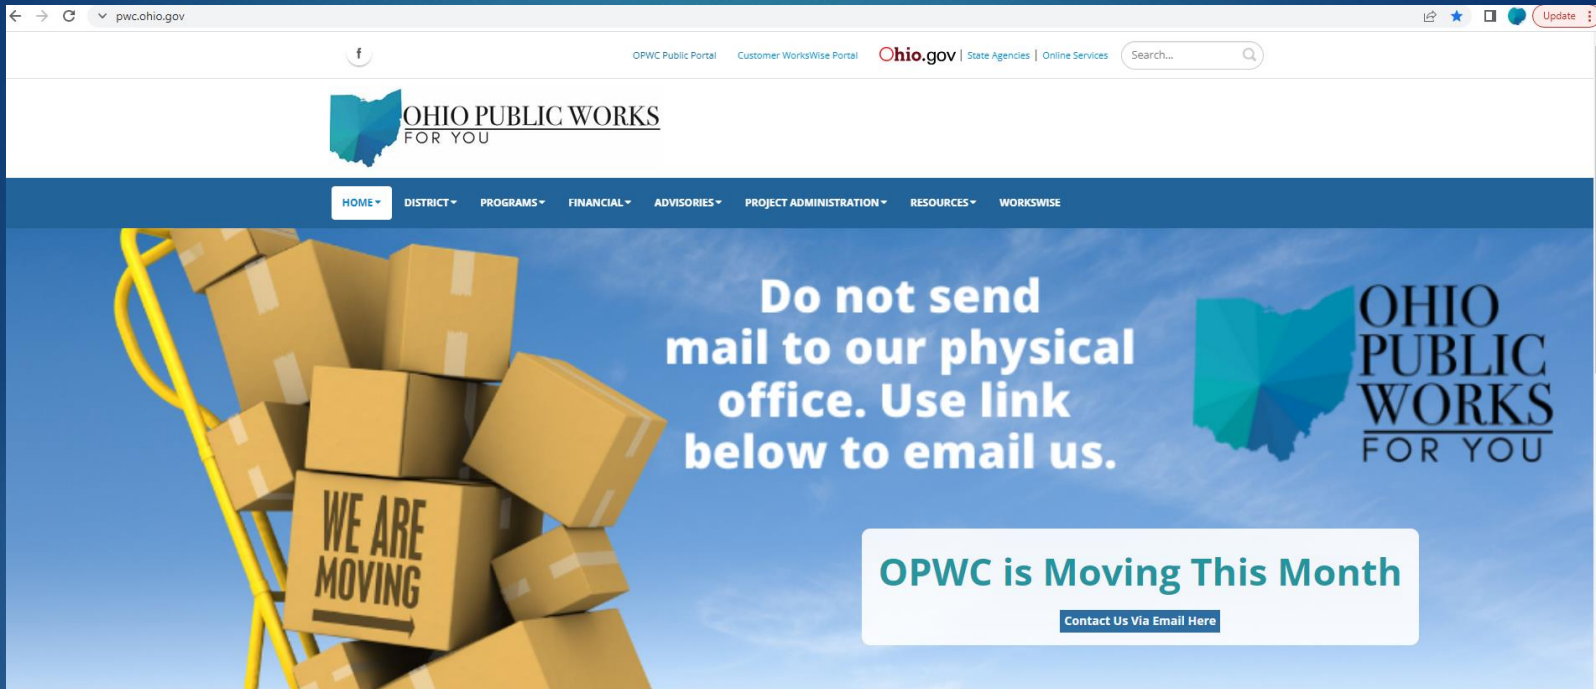 pwc.ohio.gov
Update
f
OPWC Public Portal
Customer WorksWise Portal
Ohio.gov | State Agencies | Online Services
Search...
OHIO PUBLIC WORKS
FOR YOU
HOME
DISTRICT
PROGRAMS
FINANCIAL
ADVISORIES
PROJECT ADMINISTRATION
RESOURCES
WORKSWISE
Do not send
mail to our physical
office. Use link
below to email us.
OHIO
PUBLIC
WORKS
FOR YOU
WE ARE
MOVING
OPWC is Moving This Month
Contact Us Via Email Here